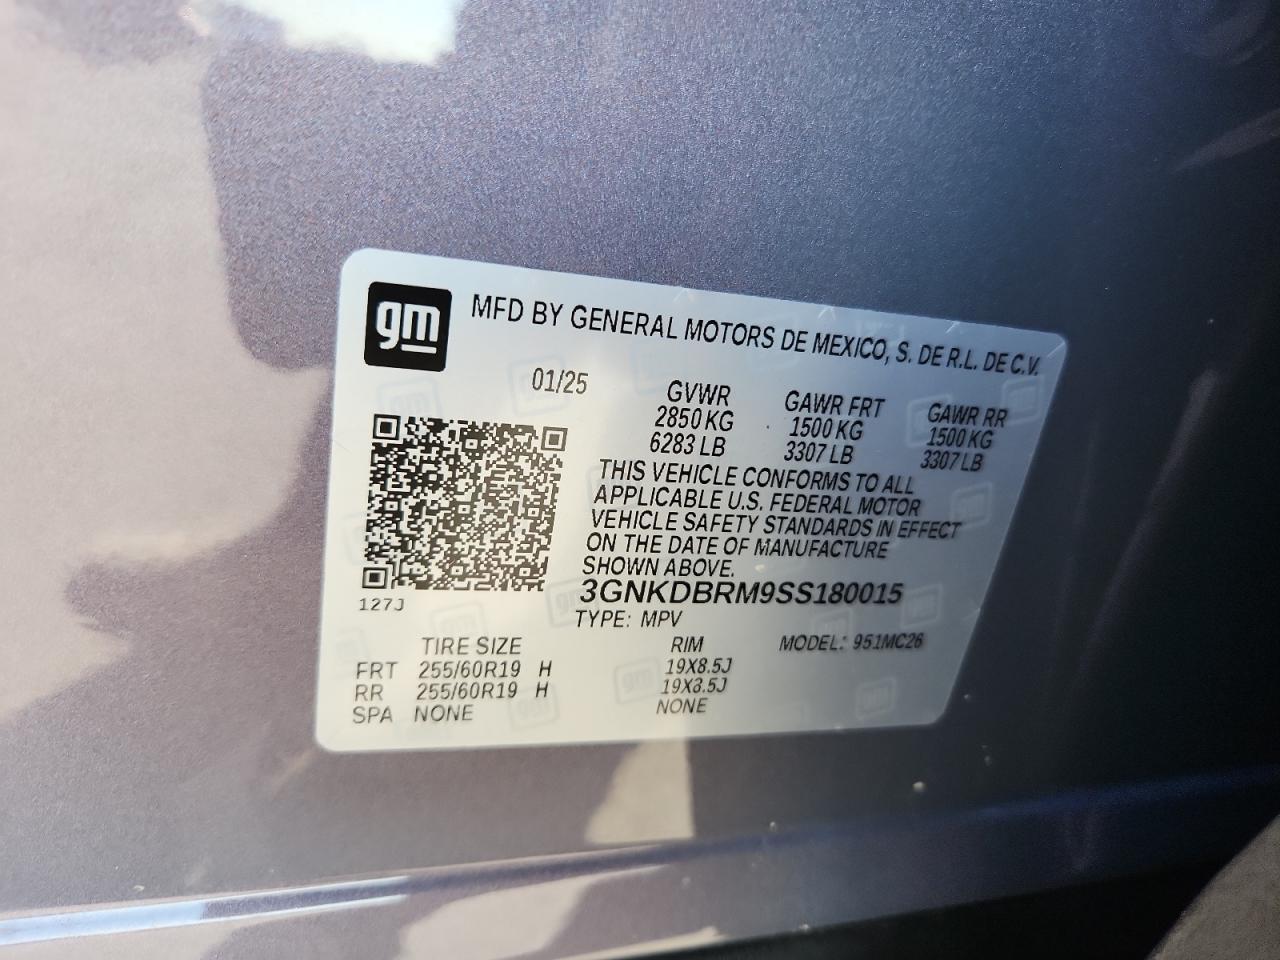 gm MFD BY GENERAL MOTORS DE MEXICO, S. DE R.L. DE C.V.
01/25 GVWR GAWR FRT GAWR RR
2850 KG 1500 KG 1500 KG
6283 LB 3307 LB 3307 LB
THIS VEHICLE CONFORMS TO ALL
APPLICABLE U.S. FEDERAL MOTOR
VEHICLE SAFETY STANDARDS IN EFFECT
ON THE DATE OF MANUFACTURE
SHOWN ABOVE.
3GNKDBRM9SS180015
127J TYPE: MPV
TIRE SIZE RIM MODEL: 951MC26
FRT 255/60R19 H 19X8.5J
RR 255/60R19 H 19X8.5J
SPA NONE NONE